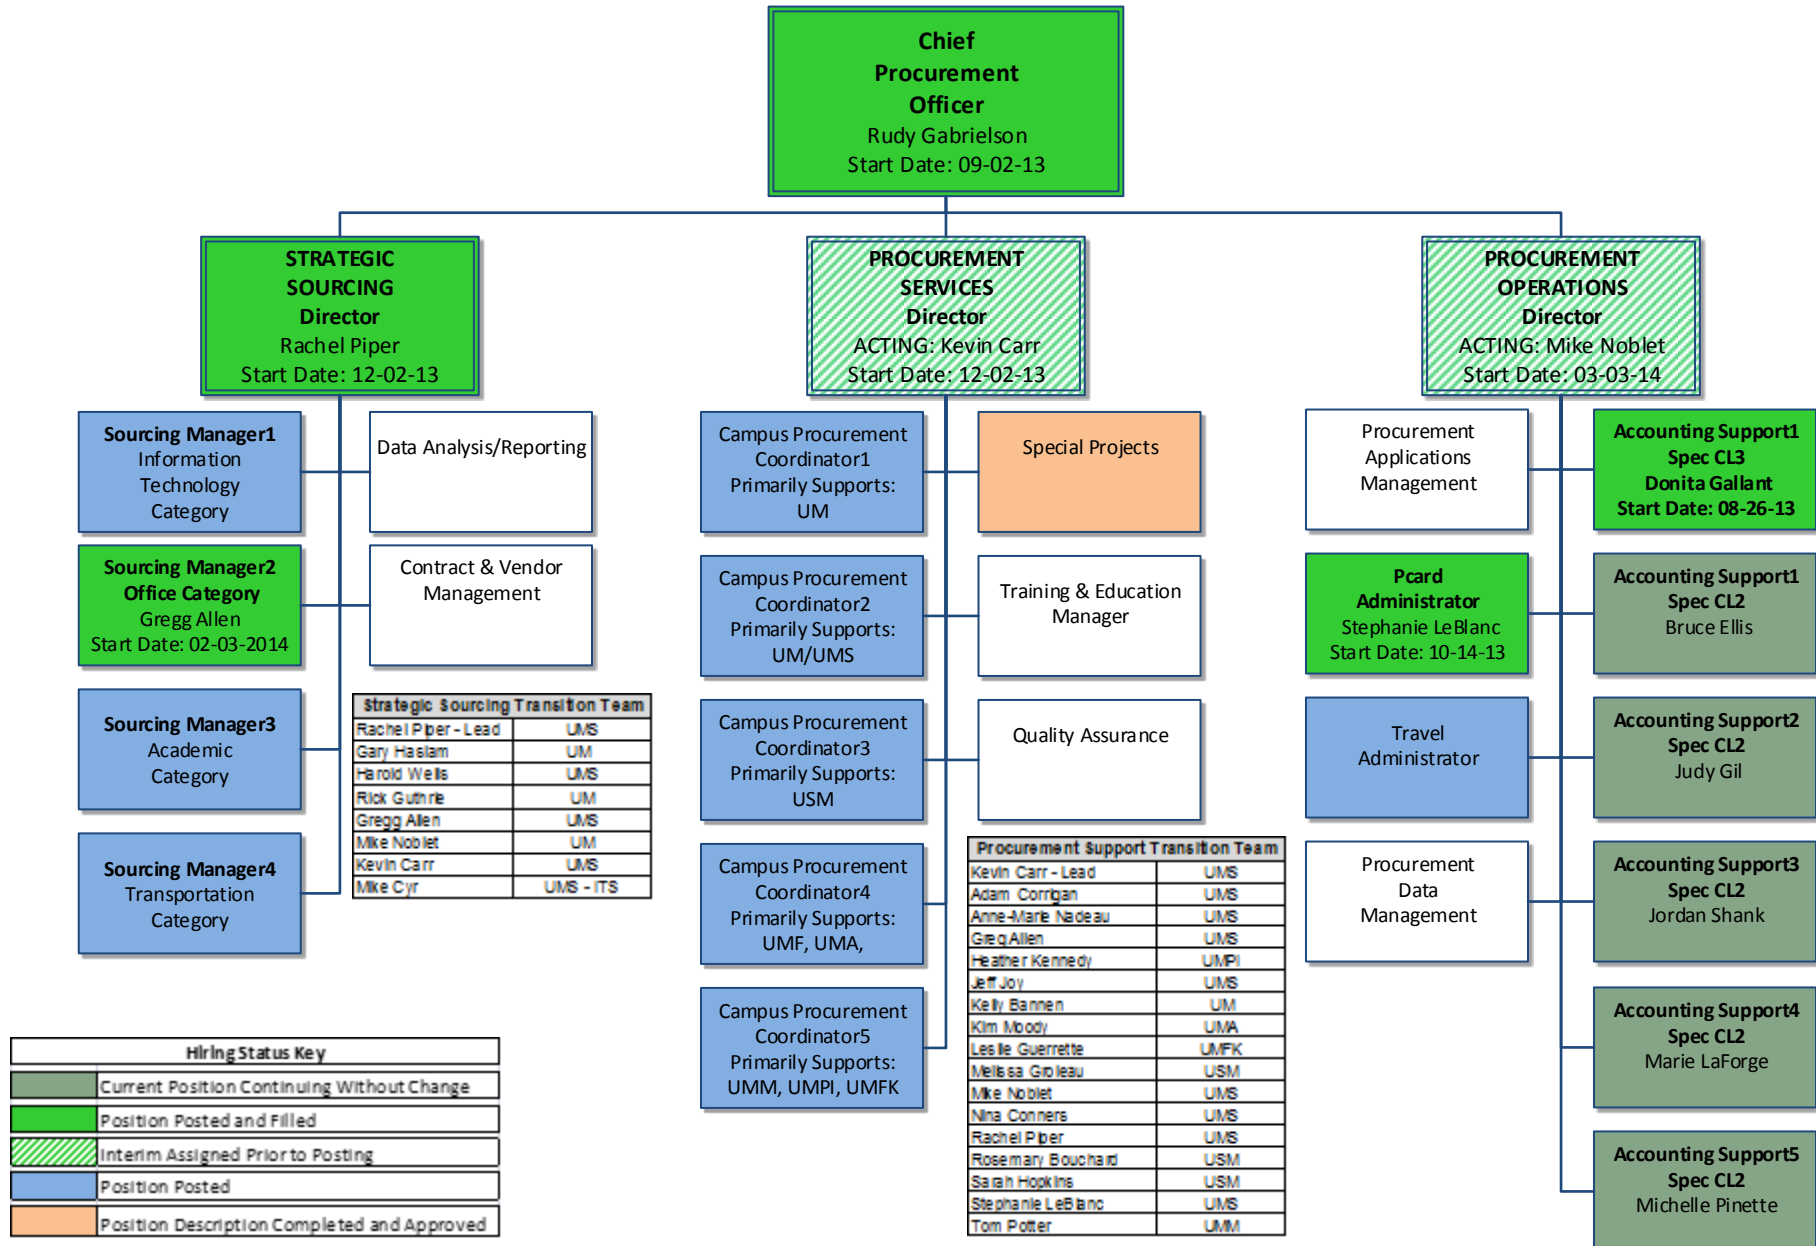 Chief
Procurement
Officer
Rudy Gabrielson
Start Date: 09-02-13
STRATEGIC
SOURCING
Director
Rachel Piper
Start Date: 12-02-13
PROCUREMENT
SERVICES
Director
ACTING: Kevin Carr
Start Date: 12-02-13
PROCUREMENT
OPERATIONS
Director
ACTING: Mike Noblet
Start Date: 03-03-14
Sourcing Manager1
Information
Technology
Category
Data Analysis/Reporting
Sourcing Manager2
Office Category
Gregg Allen
Start Date: 02-03-2014
Contract & Vendor
Management
Sourcing Manager3
Academic
Category
Sourcing Manager4
Transportation
Category
Strategic Sourcing Transition Team
Rachel Piper - Lead UMS
Gary Haslam UM
Harold Wells UMS
Rick Guthrie UM
Gregg Allen UMS
Mike Noblet UM
Kevin Carr UMS
Mike Cyr UMS - ITS
Campus Procurement
Coordinator1
Primarily Supports:
UM
Special Projects
Campus Procurement
Coordinator2
Primarily Supports:
UM/UMS
Training & Education
Manager
Campus Procurement
Coordinator3
Primarily Supports:
USM
Quality Assurance
Campus Procurement
Coordinator4
Primarily Supports:
UMF, UMA,
Campus Procurement
Coordinator5
Primarily Supports:
UMM, UMPI, UMFK
Procurement Support Transition Team
Kevin Carr - Lead UMS
Adam Corrigan UMS
Anne-Marie Nadeau UMS
Greg Allen UMS
Heather Kennedy UMPI
Jeff Joy UMS
Kelly Bannen UM
Kim Moody UMA
Leslie Guerrette UMFK
Melissa Groleau USM
Mike Noblet UMS
Nina Conners UMS
Rachel Piper UMS
Rosemary Bouchard USM
Sarah Hopkins USM
Stephanie LeBlanc UMS
Tom Potter UMM
Procurement
Applications
Management
Accounting Support1
Spec CL3
Donita Gallant
Start Date: 08-26-13
Pcard
Administrator
Stephanie LeBlanc
Start Date: 10-14-13
Accounting Support1
Spec CL2
Bruce Ellis
Travel
Administrator
Accounting Support2
Spec CL2
Judy Gil
Procurement
Data
Management
Accounting Support3
Spec CL2
Jordan Shank
Accounting Support4
Spec CL2
Marie LaForge
Accounting Support5
Spec CL2
Michelle Pinette
Hiring Status Key
Current Position Continuing Without Change
Position Posted and Filled
Interim Assigned Prior to Posting
Position Posted
Position Description Completed and Approved